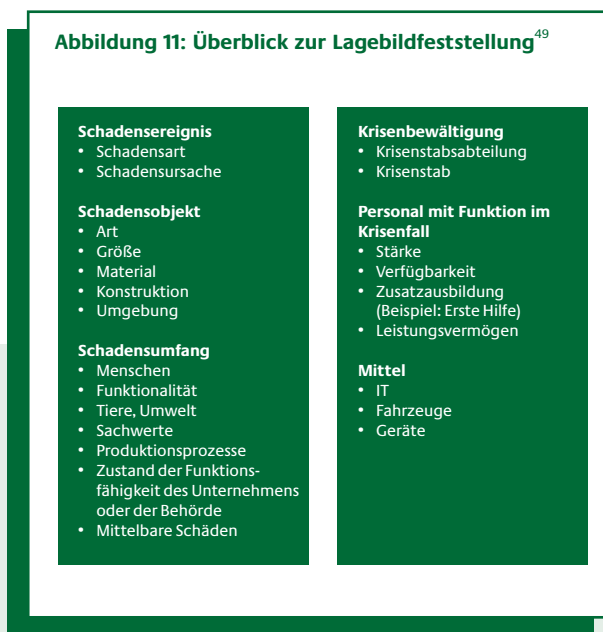 Abbildung 11: Überblick zur Lagebildfeststellung49
Schadensereignis
• Schadensart
• Schadensursache
Schadensobjekt
• Art
• Größe
• Material
• Konstruktion
• Umgebung
Schadensumfang
• Menschen
• Funktionalität
• Tiere, Umwelt
• Sachwerte
• Produktionsprozesse
• Zustand der Funktions-
fähigkeit des Unternehmens
oder der Behörde
• Mittelbare Schäden
Krisenbewältigung
• Krisenstabsabteilung
• Krisenstab
Personal mit Funktion im
Krisenfall
• Stärke
• Verfügbarkeit
• Zusatzausbildung
(Beispiel: Erste Hilfe)
• Leistungsvermögen
Mittel
• IT
• Fahrzeuge
• Geräte